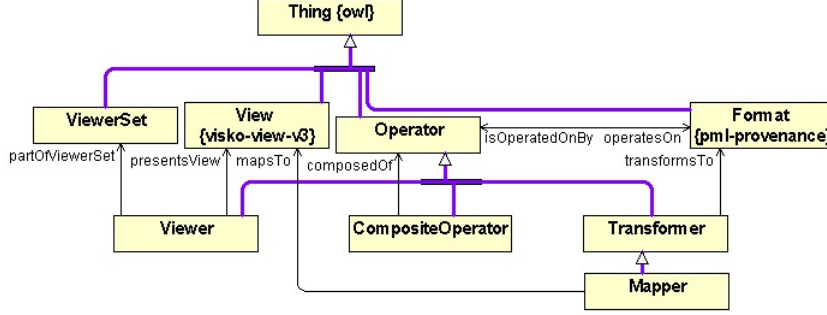 Thing {owl}
ViewerSet
View
{visko-view-v3}
Operator
Format
{pml-provenance}
isOperatedOnBy
operatesOn
partOfViewerSet
presentsView
mapsTo
composedOf
transformsTo
Viewer
CompositeOperator
Transformer
Mapper